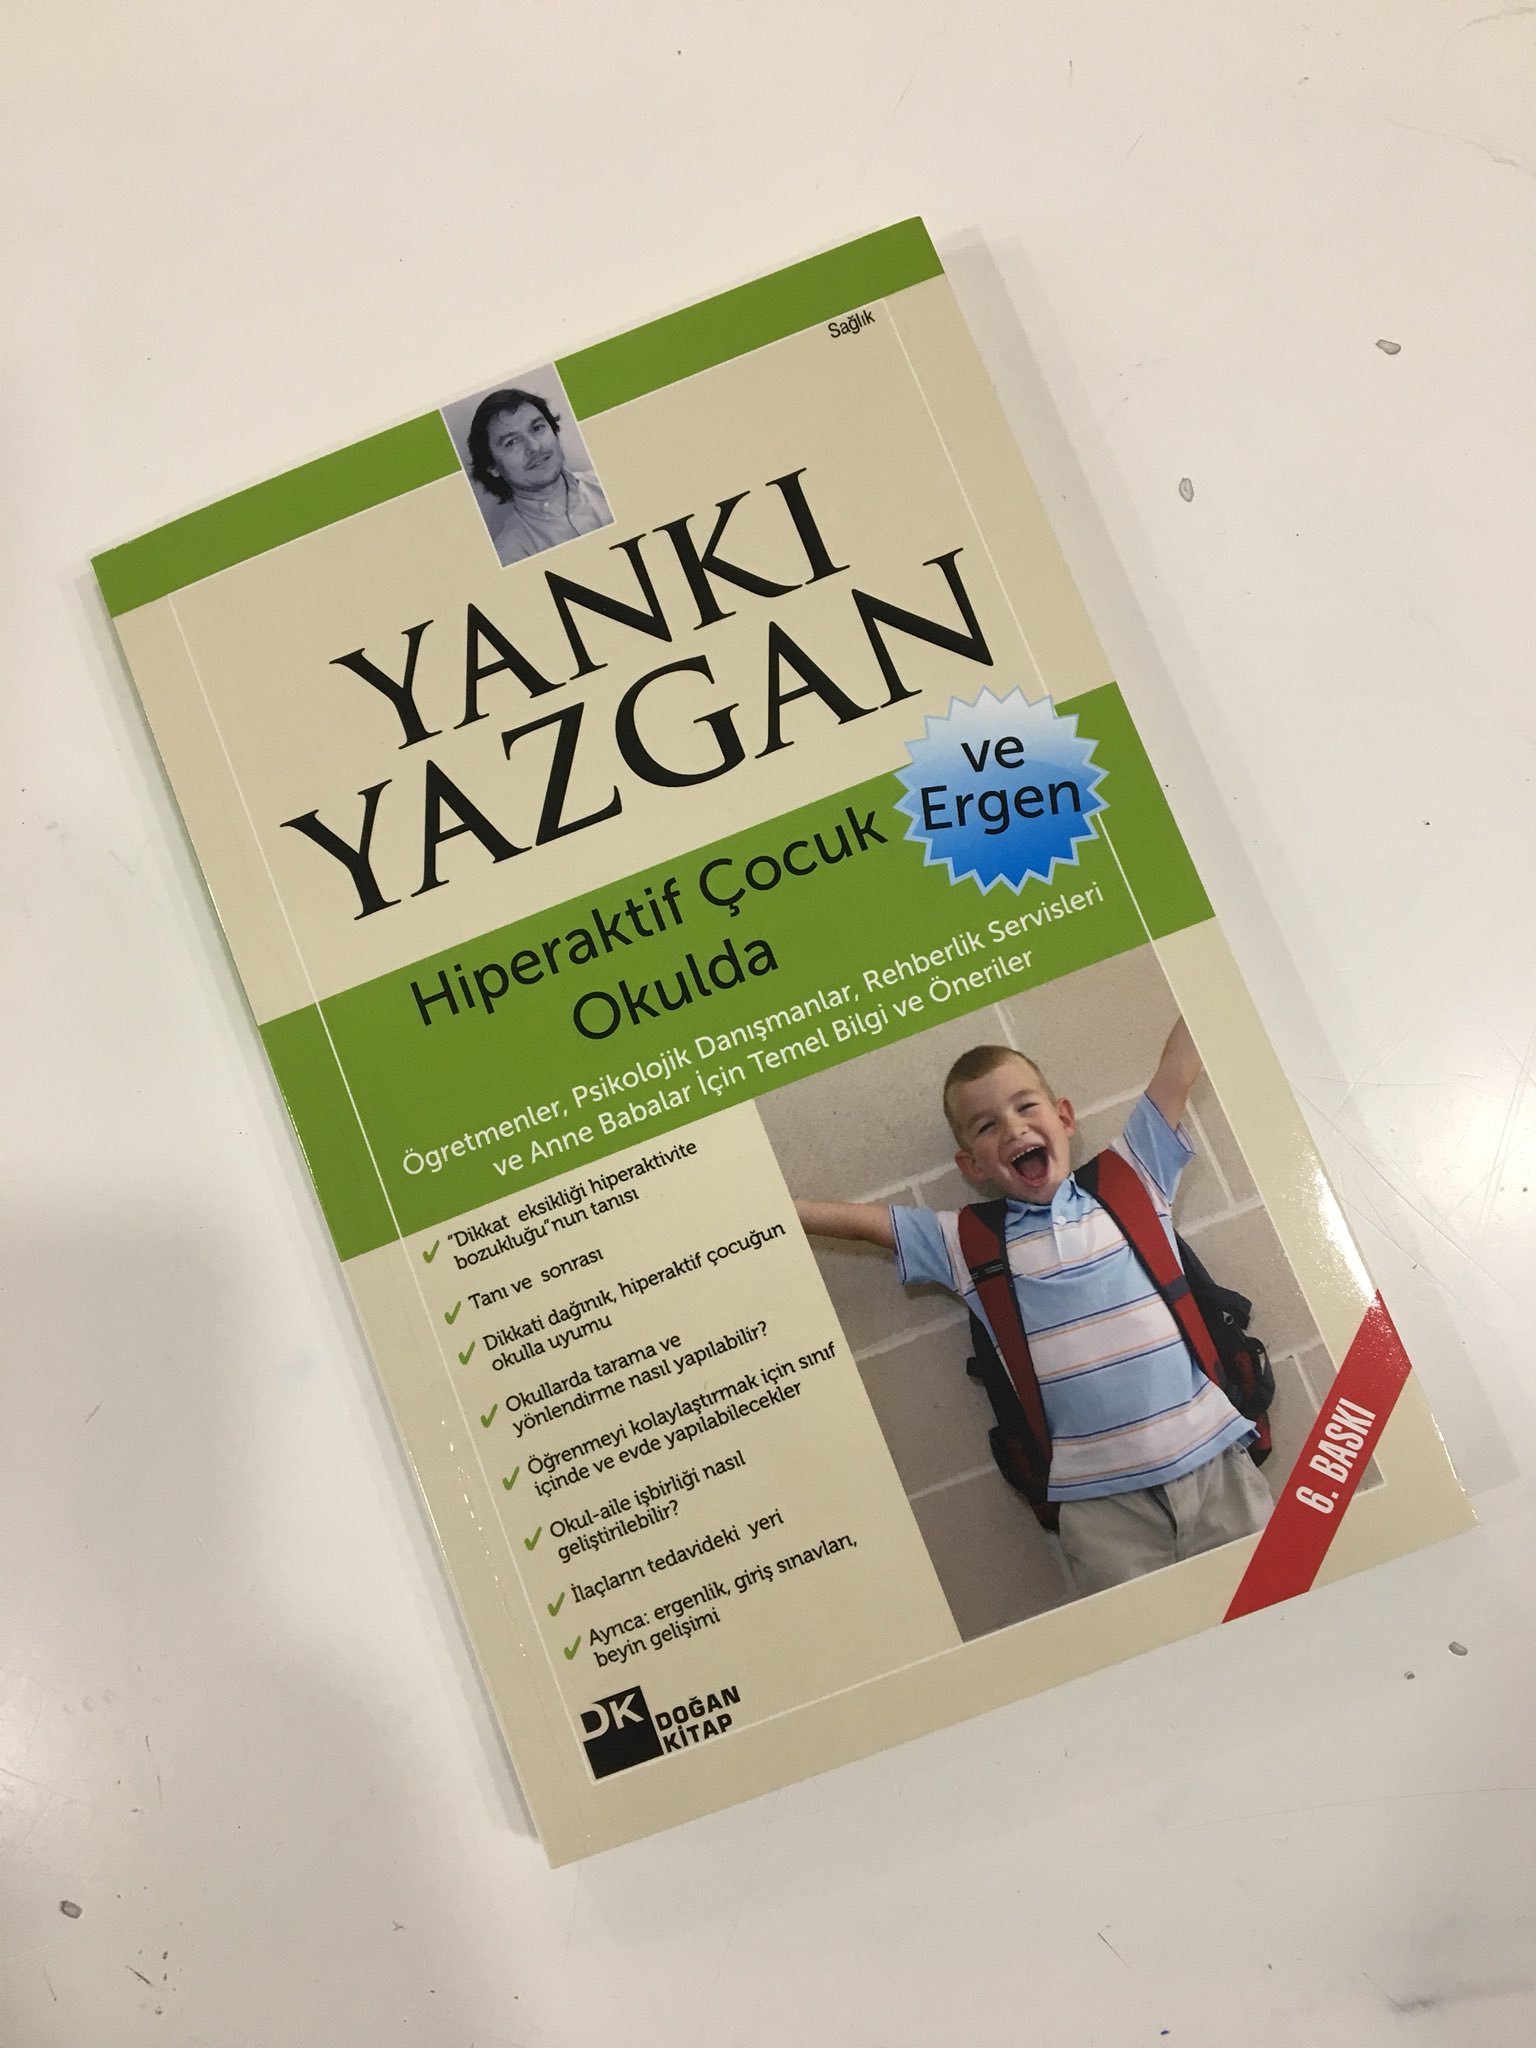 Sağlık
YANKI
YAZGAN
Hiperaktif Çocuk
ve
Ergen
Okulda
Ögretmenler, Psikolojik Danışmanlar, Rehberlik Servisleri
ve Anne Babalar İçin Temel Bilgi ve Öneriler
✓ "Dikkat eksikliği hiperaktivite
bozukluğu"nun tanısı
✓ Tanı ve sonrası
✓ Dikkati dağınık, hiperaktif çocuğun
okulla uyumu
✓ Okullarda tarama ve
yönlendirme nasıl yapılabilir?
✓ Öğrenmeyi kolaylaştırmak için sınıf
içinde ve evde yapılabilecekler
✓ Okul-aile işbirliği nasıl
geliştirilebilir?
✓ İlaçların tedavideki yeri
✓ Ayrıca: ergenlik, giriş sınavları,
beyin gelişimi
6. BASKI
DK
DOĞAN
KİTAP